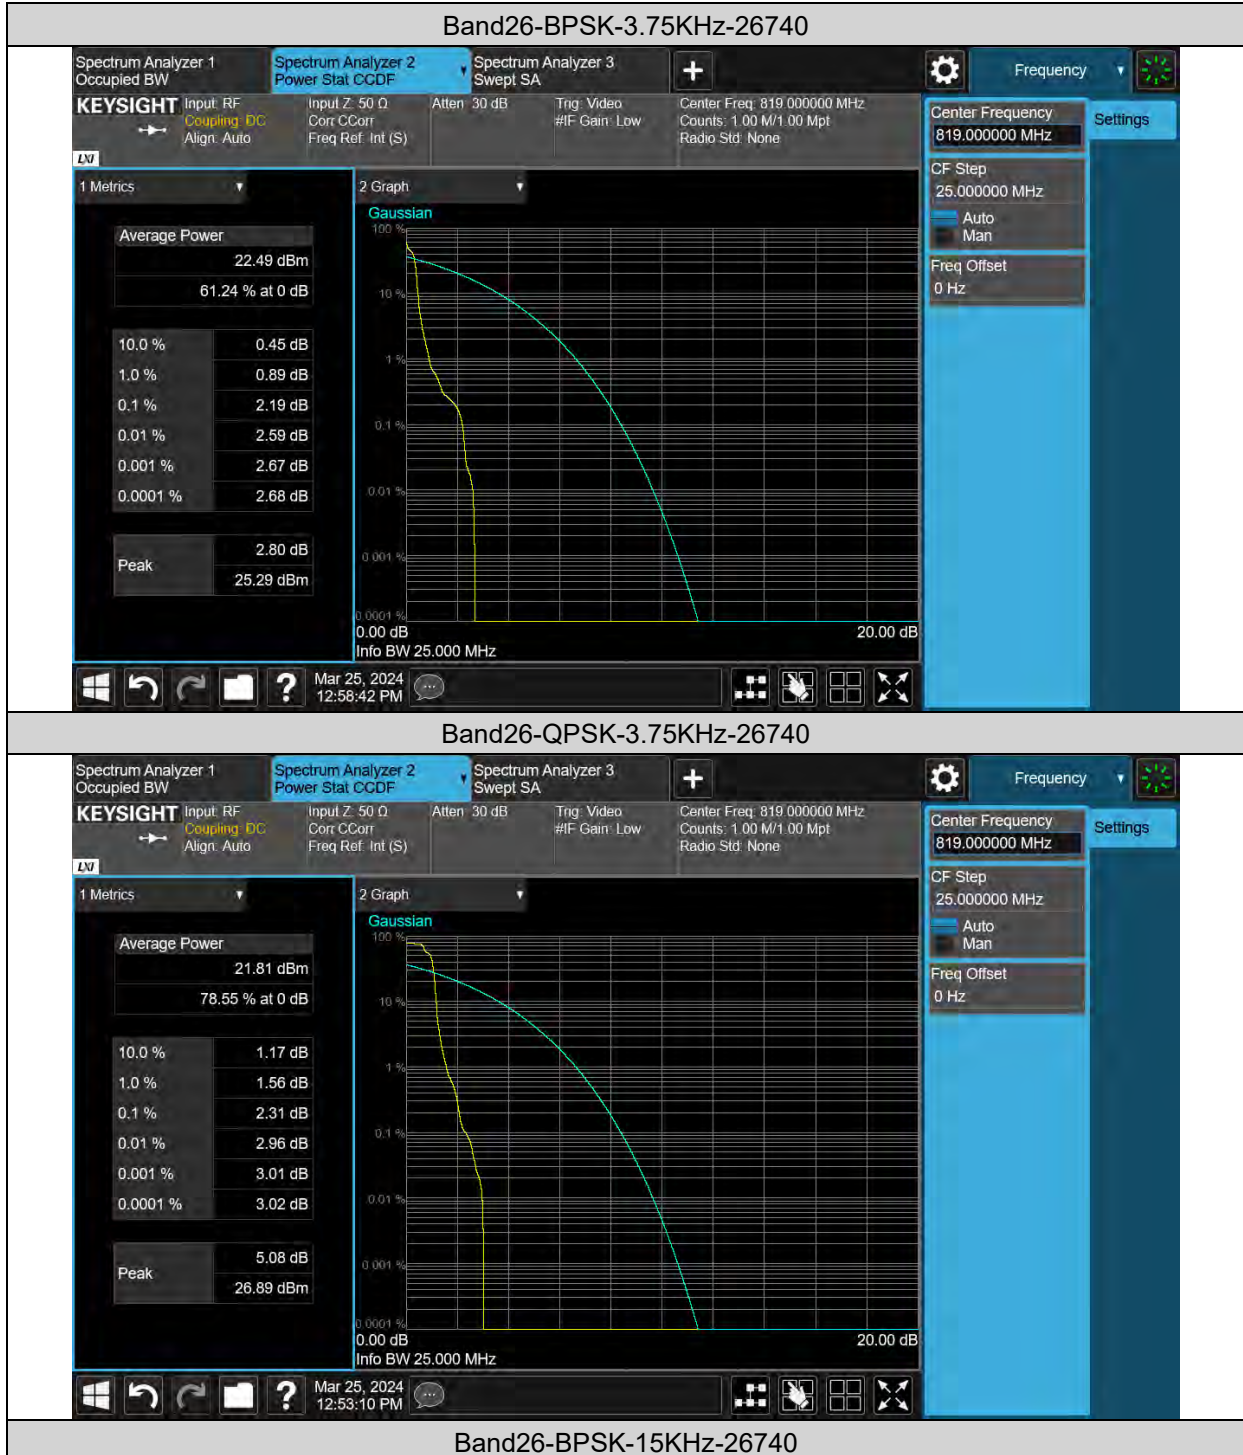 Band26-BPSK-3.75KHz-26740
Spectrum Analyzer 1
Occupied BW
Spectrum Analyzer 2
Power Stat CCDF
Spectrum Analyzer 3
Swept SA
Frequency
KEYSIGHT
Input: RF
Coupling: DC
Align: Auto
Input Z: 50 Ω
Corr CCorr
Freq Ref: Int (S)
Atten: 30 dB
Trig: Video
#IF Gain: Low
Center Freq: 819.000000 MHz
Counts: 1.00 M/1.00 Mpt
Radio Std: None
LXI
Center Frequency
819.000000 MHz
Settings
CF Step
25.000000 MHz
Auto
Man
Freq Offset
0 Hz
1 Metrics
2 Graph
Gaussian
Average Power
22.49 dBm
61.24 % at 0 dB
10.0 % 0.45 dB
1.0 % 0.89 dB
0.1 % 2.19 dB
0.01 % 2.59 dB
0.001 % 2.67 dB
0.0001 % 2.68 dB
Peak
2.80 dB
25.29 dBm
100 %
10 %
1 %
0.1 %
0.01 %
0.001 %
0.0001 %
0.00 dB 20.00 dB
Info BW 25.000 MHz
Mar 25, 2024
12:58:42 PM
Band26-QPSK-3.75KHz-26740
Spectrum Analyzer 1
Occupied BW
Spectrum Analyzer 2
Power Stat CCDF
Spectrum Analyzer 3
Swept SA
Frequency
KEYSIGHT
Input: RF
Coupling: DC
Align: Auto
Input Z: 50 Ω
Corr CCorr
Freq Ref: Int (S)
Atten: 30 dB
Trig: Video
#IF Gain: Low
Center Freq: 819.000000 MHz
Counts: 1.00 M/1.00 Mpt
Radio Std: None
LXI
Center Frequency
819.000000 MHz
Settings
CF Step
25.000000 MHz
Auto
Man
Freq Offset
0 Hz
1 Metrics
2 Graph
Gaussian
Average Power
21.81 dBm
78.55 % at 0 dB
10.0 % 1.17 dB
1.0 % 1.56 dB
0.1 % 2.31 dB
0.01 % 2.96 dB
0.001 % 3.01 dB
0.0001 % 3.02 dB
Peak
5.08 dB
26.89 dBm
100 %
10 %
1 %
0.1 %
0.01 %
0.001 %
0.0001 %
0.00 dB 20.00 dB
Info BW 25.000 MHz
Mar 25, 2024
12:53:10 PM
Band26-BPSK-15KHz-26740